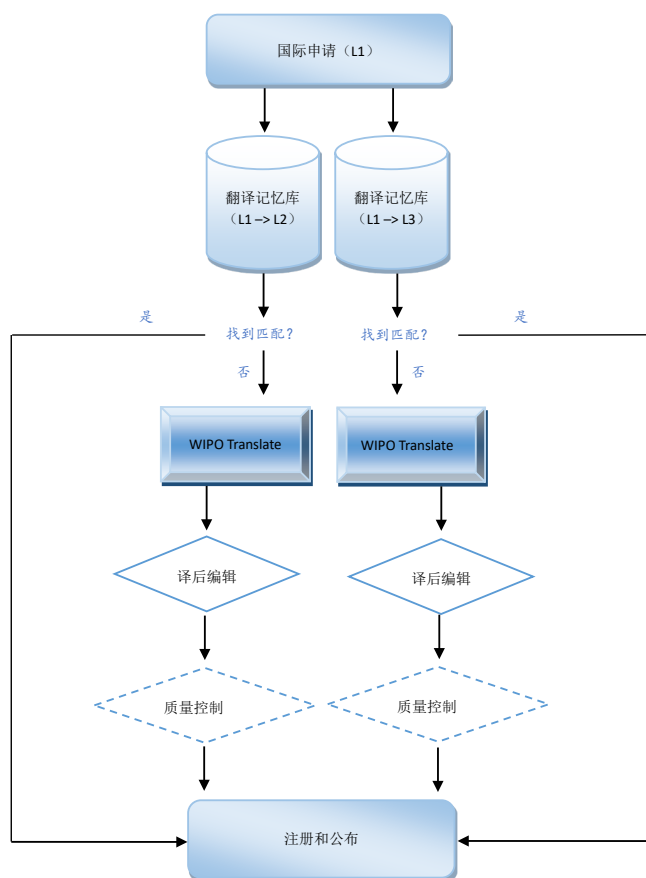 国际申请（L1）
翻译记忆库
（L1 –> L2）
翻译记忆库
（L1 –> L3）
是
找到匹配？
找到匹配？
是
否
否
WIPO Translate
WIPO Translate
译后编辑
译后编辑
质量控制
质量控制
注册和公布